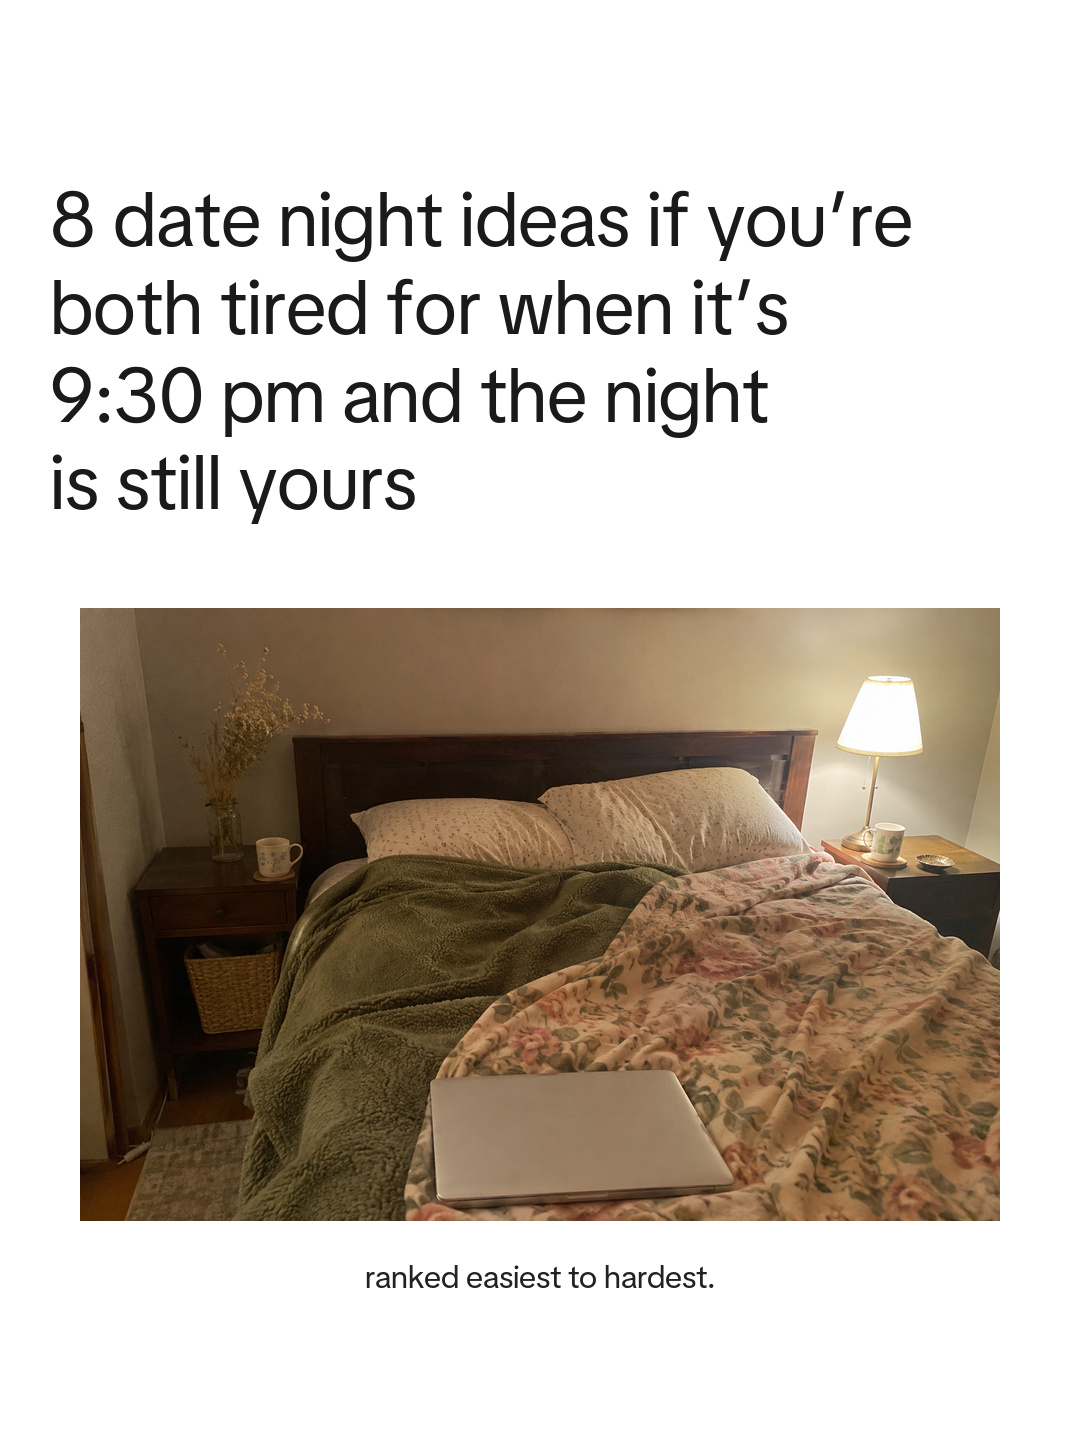 8 date night ideas if you’re
both tired for when it’s
9:30 pm and the night
is still yours
ranked easiest to hardest.